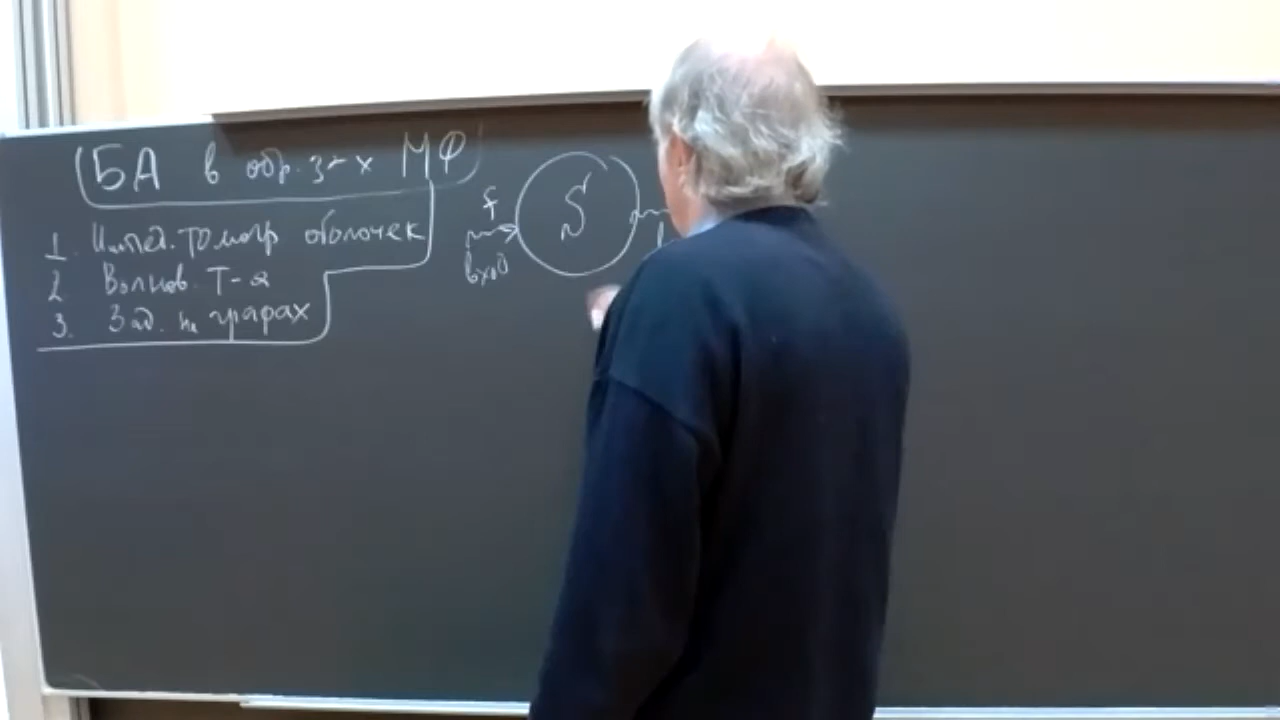 БА в обр. з-х МФ
1. Импед. томогр оболочек
2 Волнов. Т-я
3. Зад. на графах
f
вход
S